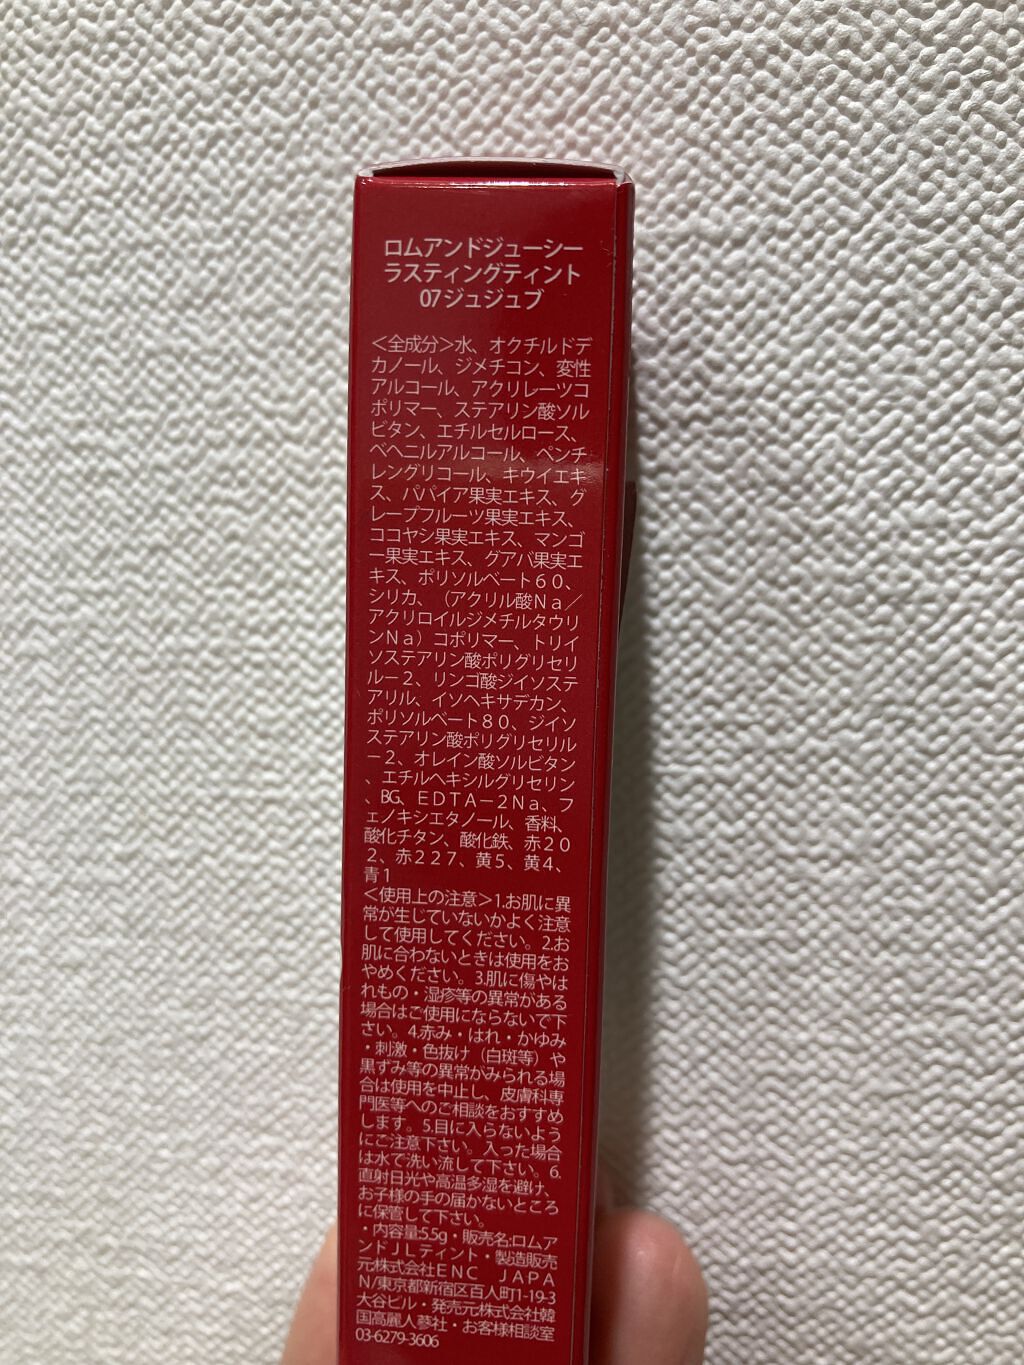 ロムアンドジューシー
ラスティングティント
07ジュジュブ
＜全成分＞水、オクチルドデ
カノール、ジメチコン、変性
アルコール、アクリレーツコ
ポリマー、ステアリン酸ソル
ビタン、エチルセルロース、
ベヘニルアルコール、ペンチ
レングリコール、キウイエキ
ス、パパイア果実エキス、グ
レープフルーツ果実エキス、
ココヤシ果実エキス、マンゴ
ー果実エキス、グアバ果実エ
キス、ポリソルベート６０、
シリカ、（アクリル酸Ｎａ／
アクリロイルジメチルタウリ
ンＮａ）コポリマー、トリイ
ソステアリン酸ポリグリセリ
ルー２、リンゴ酸ジイソステ
アリル、イソヘキサデカン、
ポリソルベート８０、ジイソ
ステアリン酸ポリグリセリル
ー２、オレイン酸ソルビタン
、エチルヘキシルグリセリン
、BG、ＥＤＴＡ－２Ｎａ、フ
ェノキシエタノール、香料、
酸化チタン、酸化鉄、赤２０
２、赤２２７、黄５、黄４、
青１
＜使用上の注意＞1.お肌に異
常が生じていないかよく注意
して使用してください。2.お
肌に合わないときは使用をお
やめください。3.肌に傷やは
れもの・湿疹等の異常がある
場合はご使用にならないで下
さい。4.赤み・はれ・かゆみ
・刺激・色抜け（白斑等）や
黒ずみ等の異常がみられる場
合は使用を中止し、皮膚科専
門医等へのご相談をおすすめ
します。5.目に入らないよう
にご注意下さい。入った場合
は水で洗い流して下さい。6.
直射日光や高温多湿を避け、
お子様の手の届かないところ
に保管して下さい。
・内容量:5.5g・販売名:ロムア
ンドＪＬティント・製造販売
元株式会社ＥＮＣ　ＪＡＰＡ
Ｎ/東京都新宿区百人町1-19-3
大谷ビル・発売元株式会社韓
国高麗人蔘社・お客様相談室
03-6279-3606